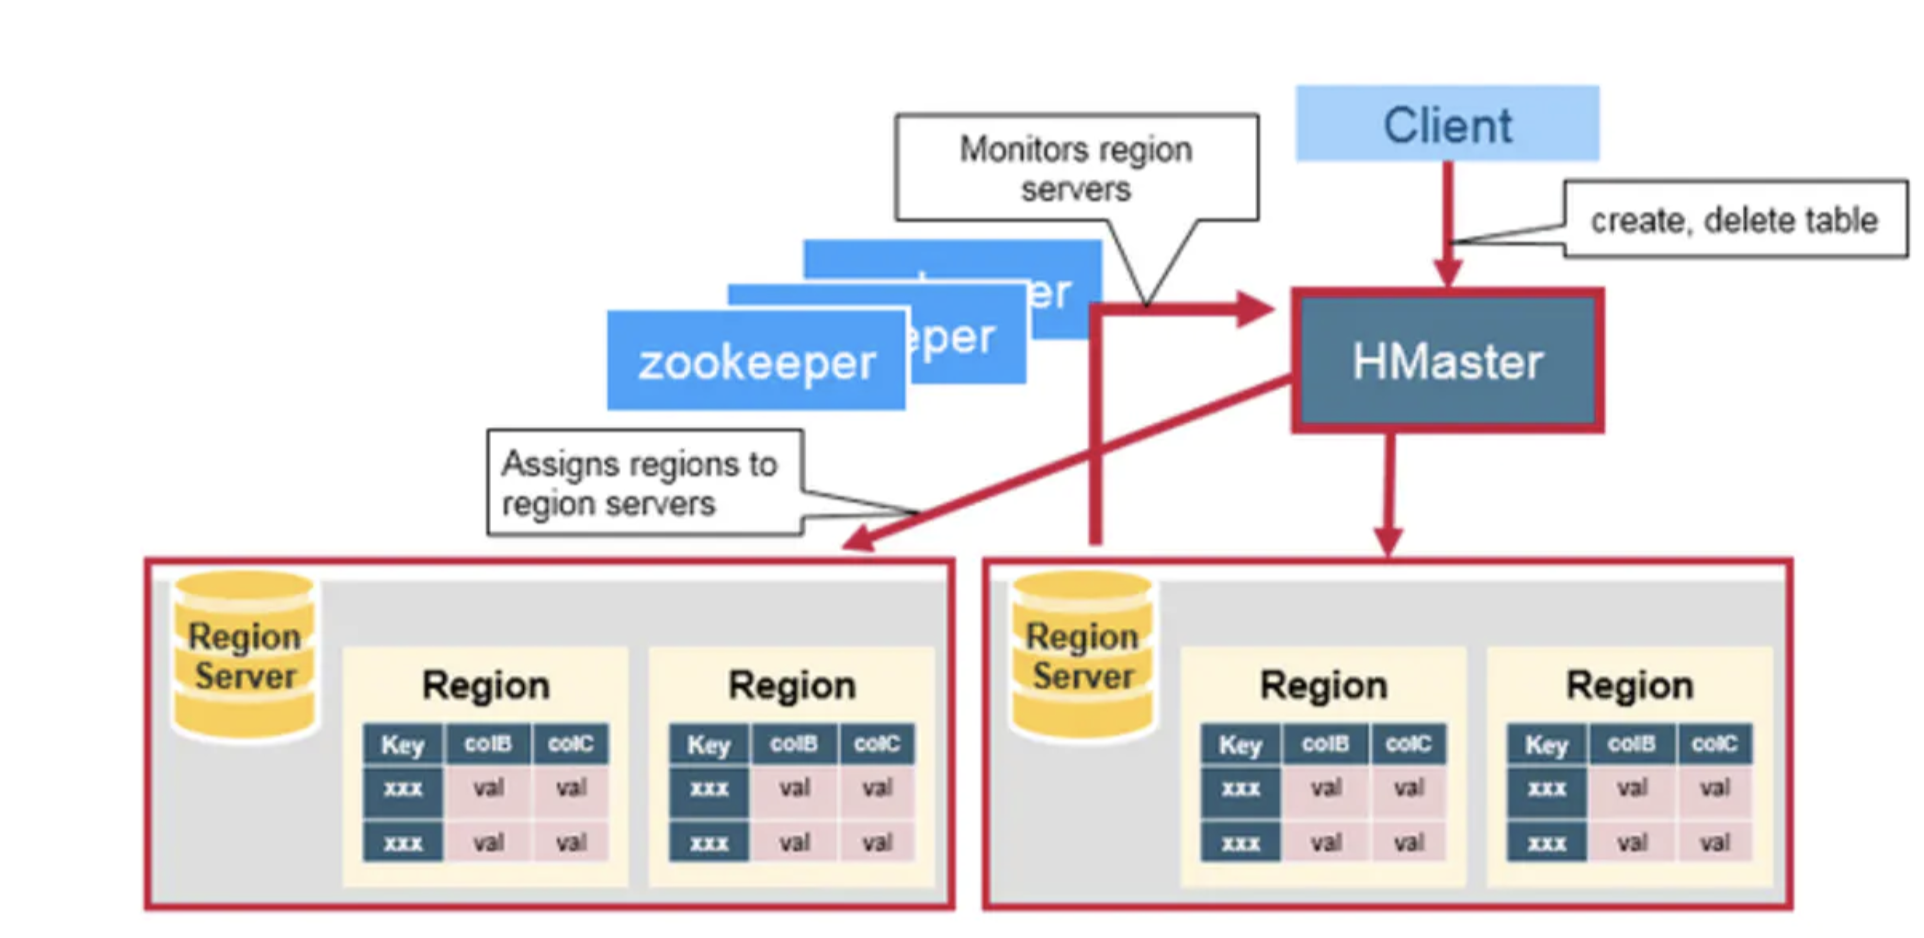 Client
Monitors region
servers
create, delete table
er
eper
zookeeper
HMaster
Assigns regions to
region servers
Region
Server
Region
Key colB colC
xxx val val
xxx val val
Region
Key colB colC
xxx val val
xxx val val
Region
Server
Region
Key colB colC
xxx val val
xxx val val
Region
Key colB colC
xxx val val
xxx val val